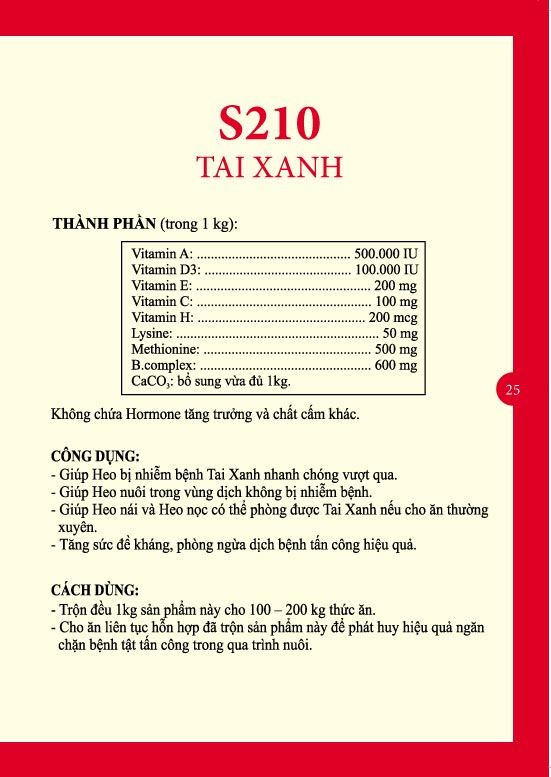 S210
TAI XANH
THÀNH PHẦN (trong 1 kg):
Vitamin A: ............................................ 500.000 IU
Vitamin D3: .......................................... 100.000 IU
Vitamin E: .................................................. 200 mg
Vitamin C: .................................................. 100 mg
Vitamin H: ................................................ 200 mcg
Lysine: .......................................................... 50 mg
Methionine: ................................................ 500 mg
B.complex: ................................................. 600 mg
CaCO₃: bổ sung vừa đủ 1kg.
25
Không chứa Hormone tăng trưởng và chất cấm khác.
CÔNG DỤNG:
- Giúp Heo bị nhiễm bệnh Tai Xanh nhanh chóng vượt qua.
- Giúp Heo nuôi trong vùng dịch không bị nhiễm bệnh.
- Giúp Heo nái và Heo nọc có thể phòng được Tai Xanh nếu cho ăn thường
xuyên.
- Tăng sức đề kháng, phòng ngừa dịch bệnh tấn công hiệu quả.
CÁCH DÙNG:
- Trộn đều 1kg sản phẩm này cho 100 – 200 kg thức ăn.
- Cho ăn liên tục hỗn hợp đã trộn sản phẩm này để phát huy hiệu quả ngăn
chặn bệnh tật tấn công trong qua trình nuôi.